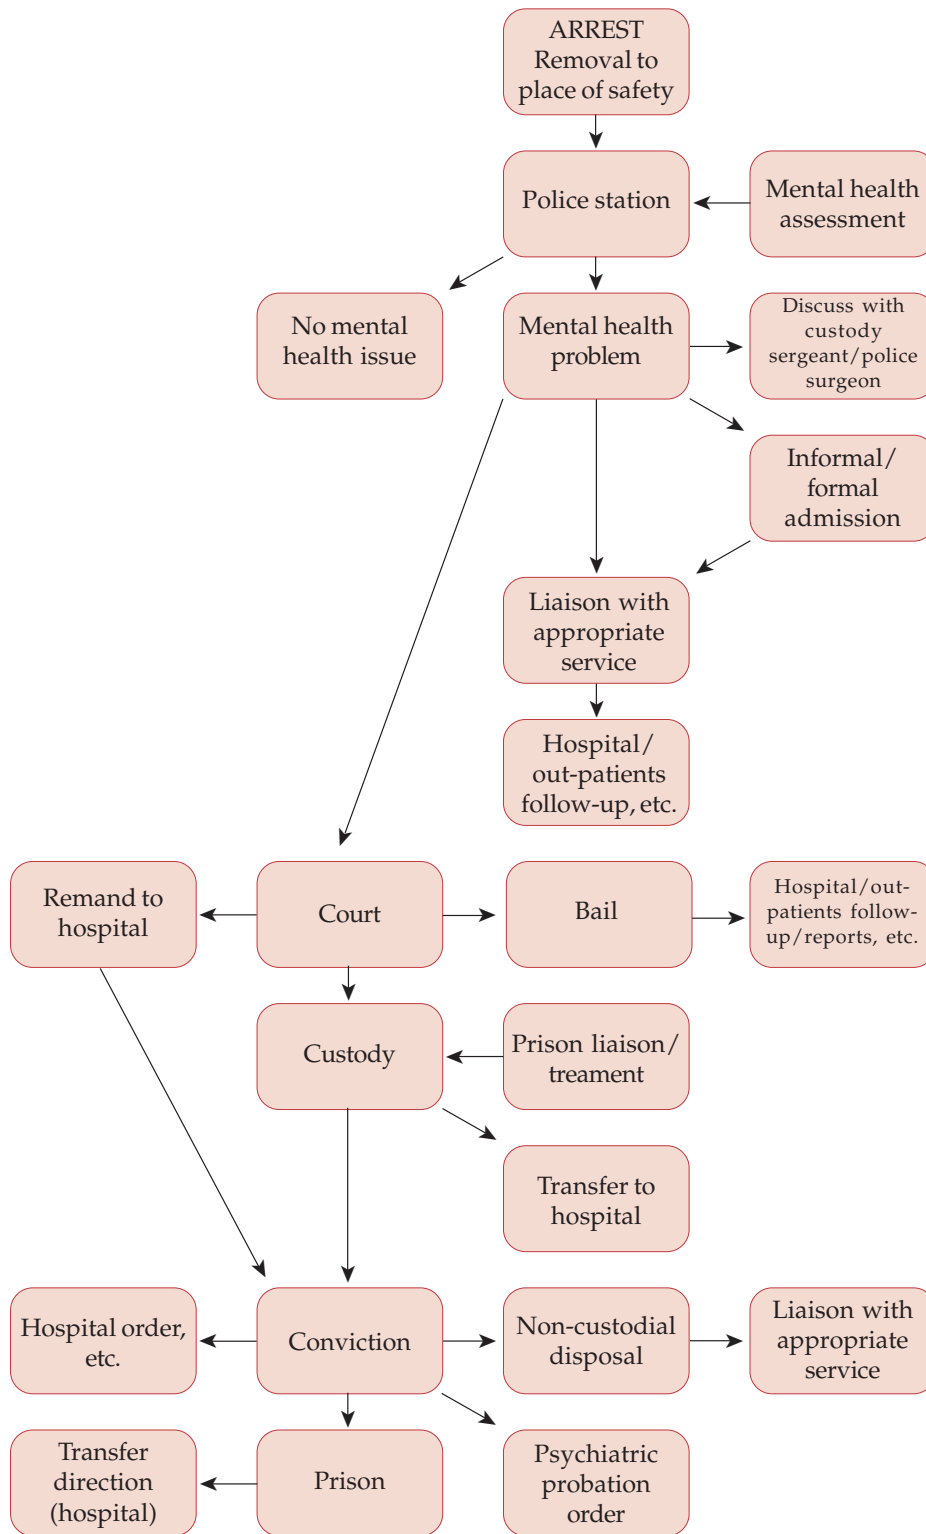 ARREST
Removal to
place of safety
Police station
Mental health
assessment
No mental
health issue
Mental health
problem
Discuss with
custody
sergeant/police
surgeon
Informal/
formal
admission
Liaison with
appropriate
service
Hospital/
out-patients
follow-up, etc.
Remand to
hospital
Court
Bail
Hospital/out-
patients follow-
up/reports, etc.
Custody
Prison liaison/
treament
Transfer to
hospital
Hospital order,
etc.
Conviction
Non-custodial
disposal
Liaison with
appropriate
service
Transfer
direction
(hospital)
Prison
Psychiatric
probation
order